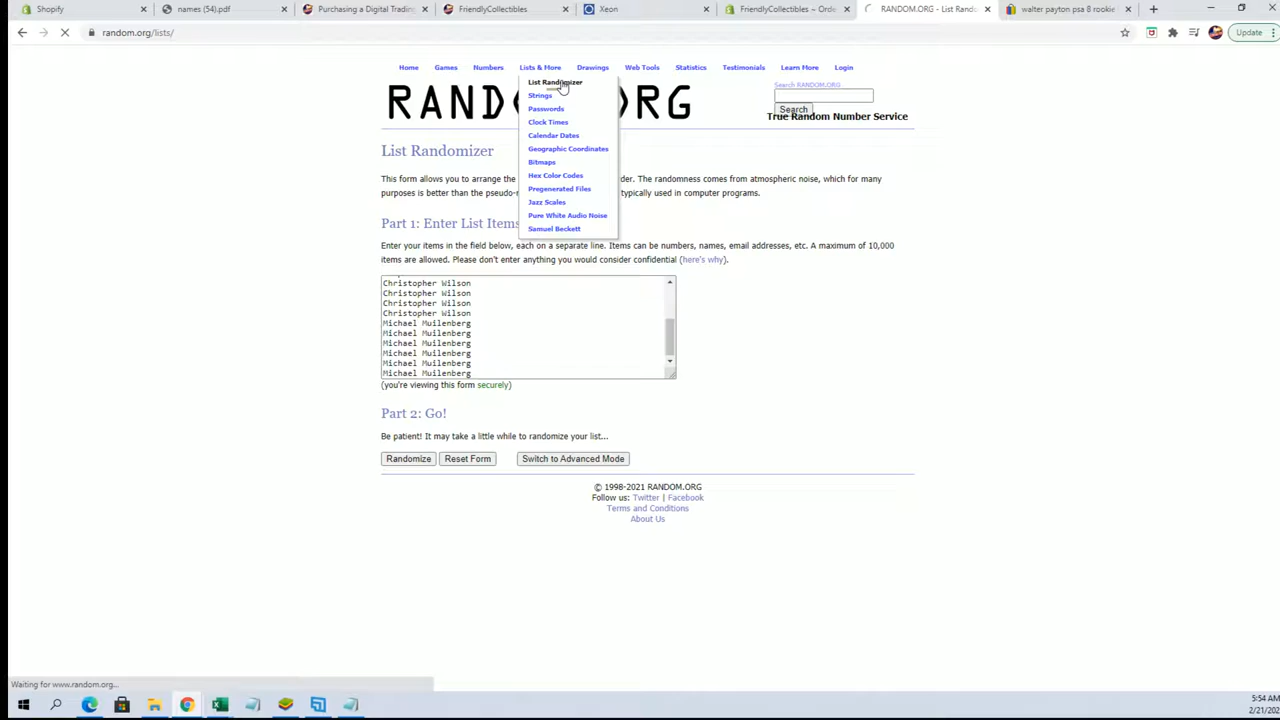 Shopify
names (54).pdf
Purchasing a Digital Trading
FriendlyCollectibles
Xeon
FriendlyCollectibles ~ Orde
RANDOM.ORG - List Rand
walter payton psa 8 rookie
random.org/lists/
Update
Home Games Numbers Lists & More Drawings Web Tools Statistics Testimonials Learn More Login
List Randomizer
Strings
Passwords
Clock Times
Calendar Dates
Geographic Coordinates
Bitmaps
Hex Color Codes
Pregenerated Files
Jazz Scales
Pure White Audio Noise
Samuel Beckett
RAND .ORG
Search RANDOM.ORG
Search
True Random Number Service
List Randomizer
This form allows you to arrange the der. The randomness comes from atmospheric noise, which for many
purposes is better than the pseudo-r typically used in computer programs.
Part 1: Enter List Items
Enter your items in the field below, each on a separate line. Items can be numbers, names, email addresses, etc. A maximum of 10,000
items are allowed. Please don't enter anything you would consider confidential (here's why).
Christopher Wilson
Christopher Wilson
Christopher Wilson
Christopher Wilson
Michael Muilenberg
Michael Muilenberg
Michael Muilenberg
Michael Muilenberg
Michael Muilenberg
Michael Muilenberg
(you're viewing this form securely)
Part 2: Go!
Be patient! It may take a little while to randomize your list...
Randomize Reset Form Switch to Advanced Mode
© 1998-2021 RANDOM.ORG
Follow us: Twitter | Facebook
Terms and Conditions
About Us
Waiting for www.random.org...
5:54 AM
2/21/202